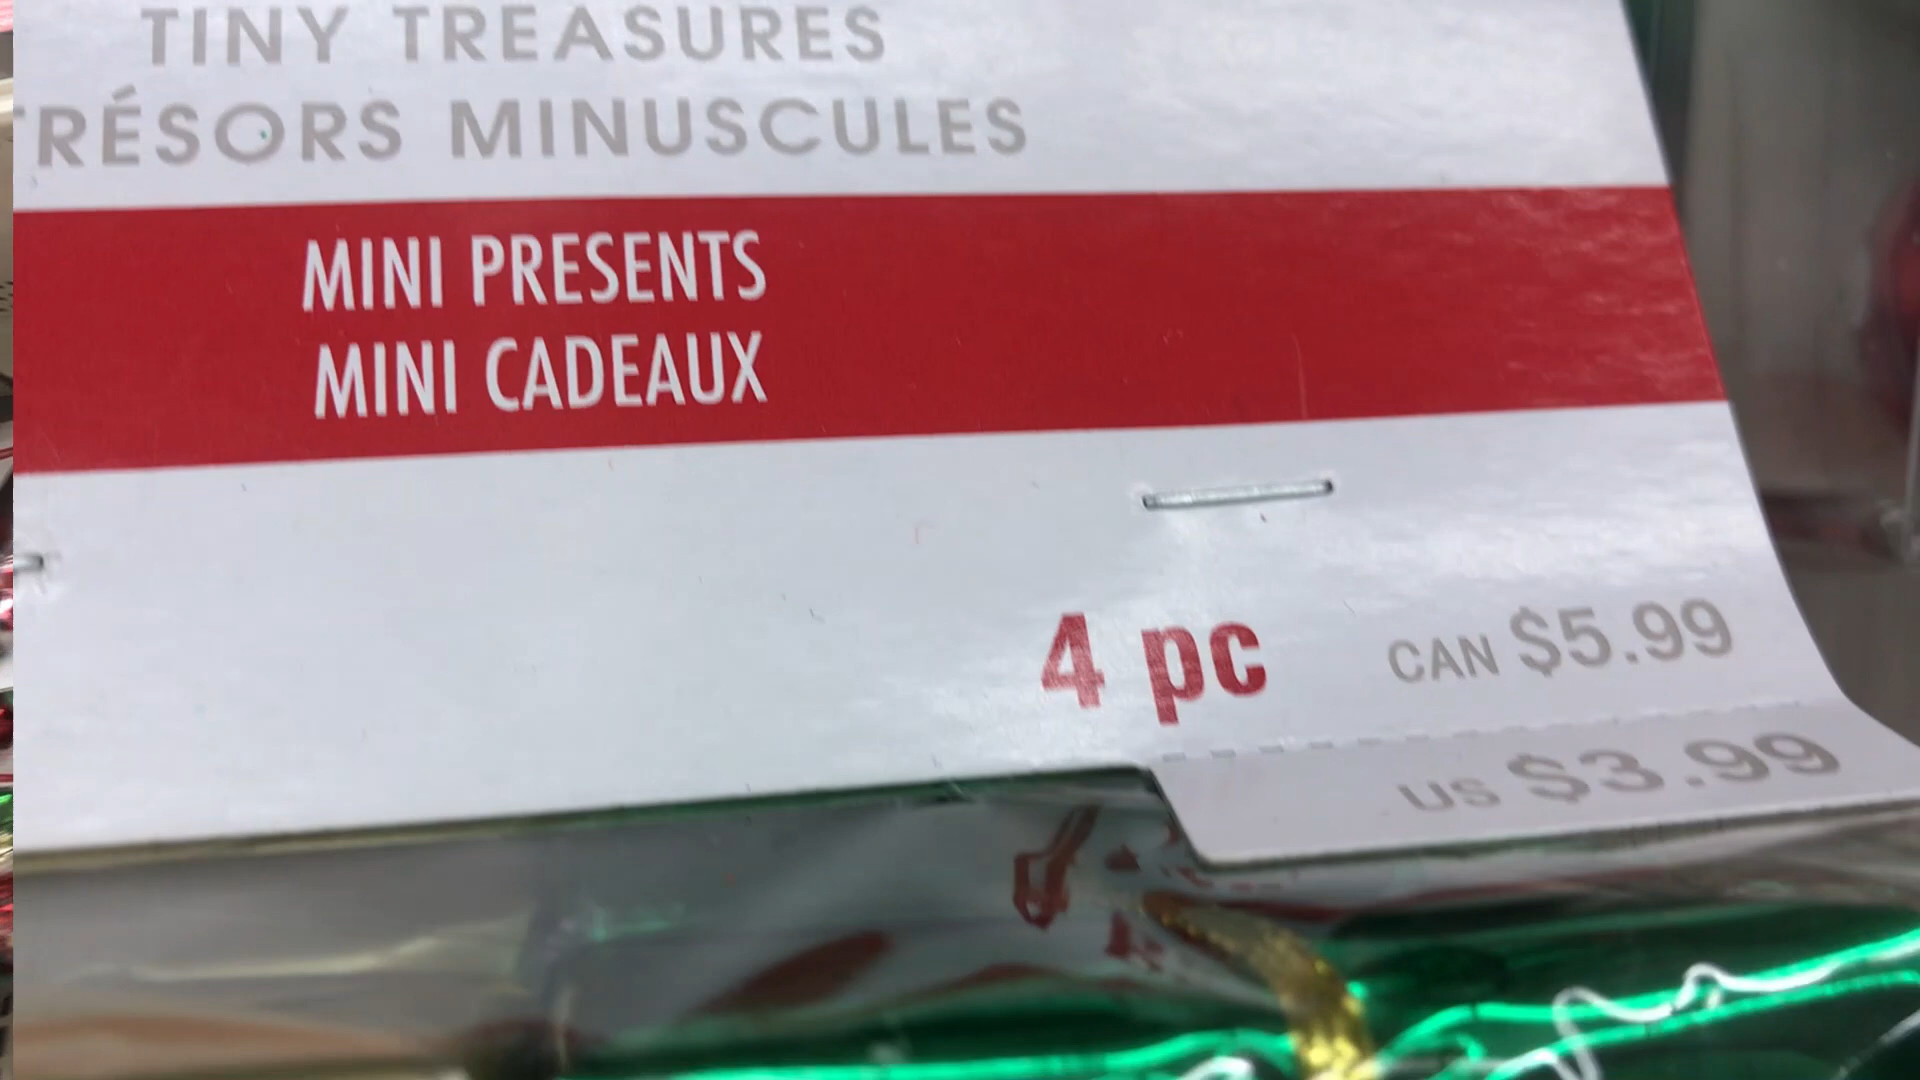 TINY TREASURES
TRÉSORS MINUSCULES
MINI PRESENTS
MINI CADEAUX
4 pc
CAN $5.99
US $3.99